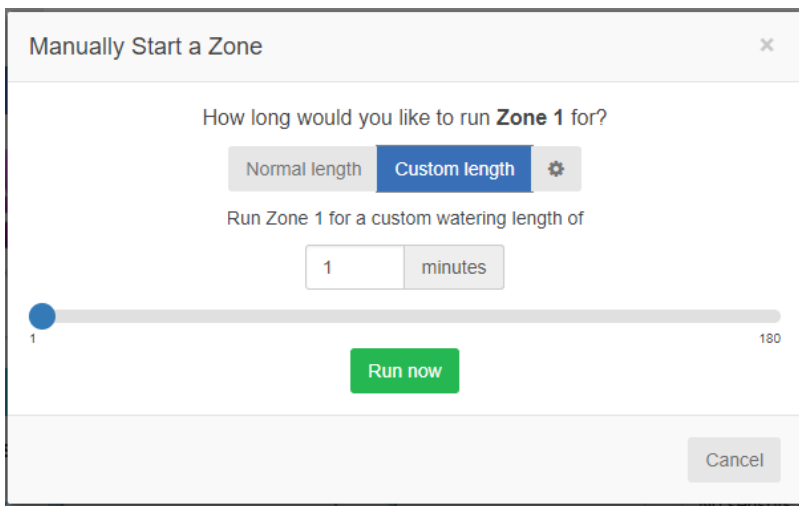 Manually Start a Zone ×
How long would you like to run Zone 1 for?
Normal length Custom length
Run Zone 1 for a custom watering length of
1 minutes
1 180
Run now
Cancel